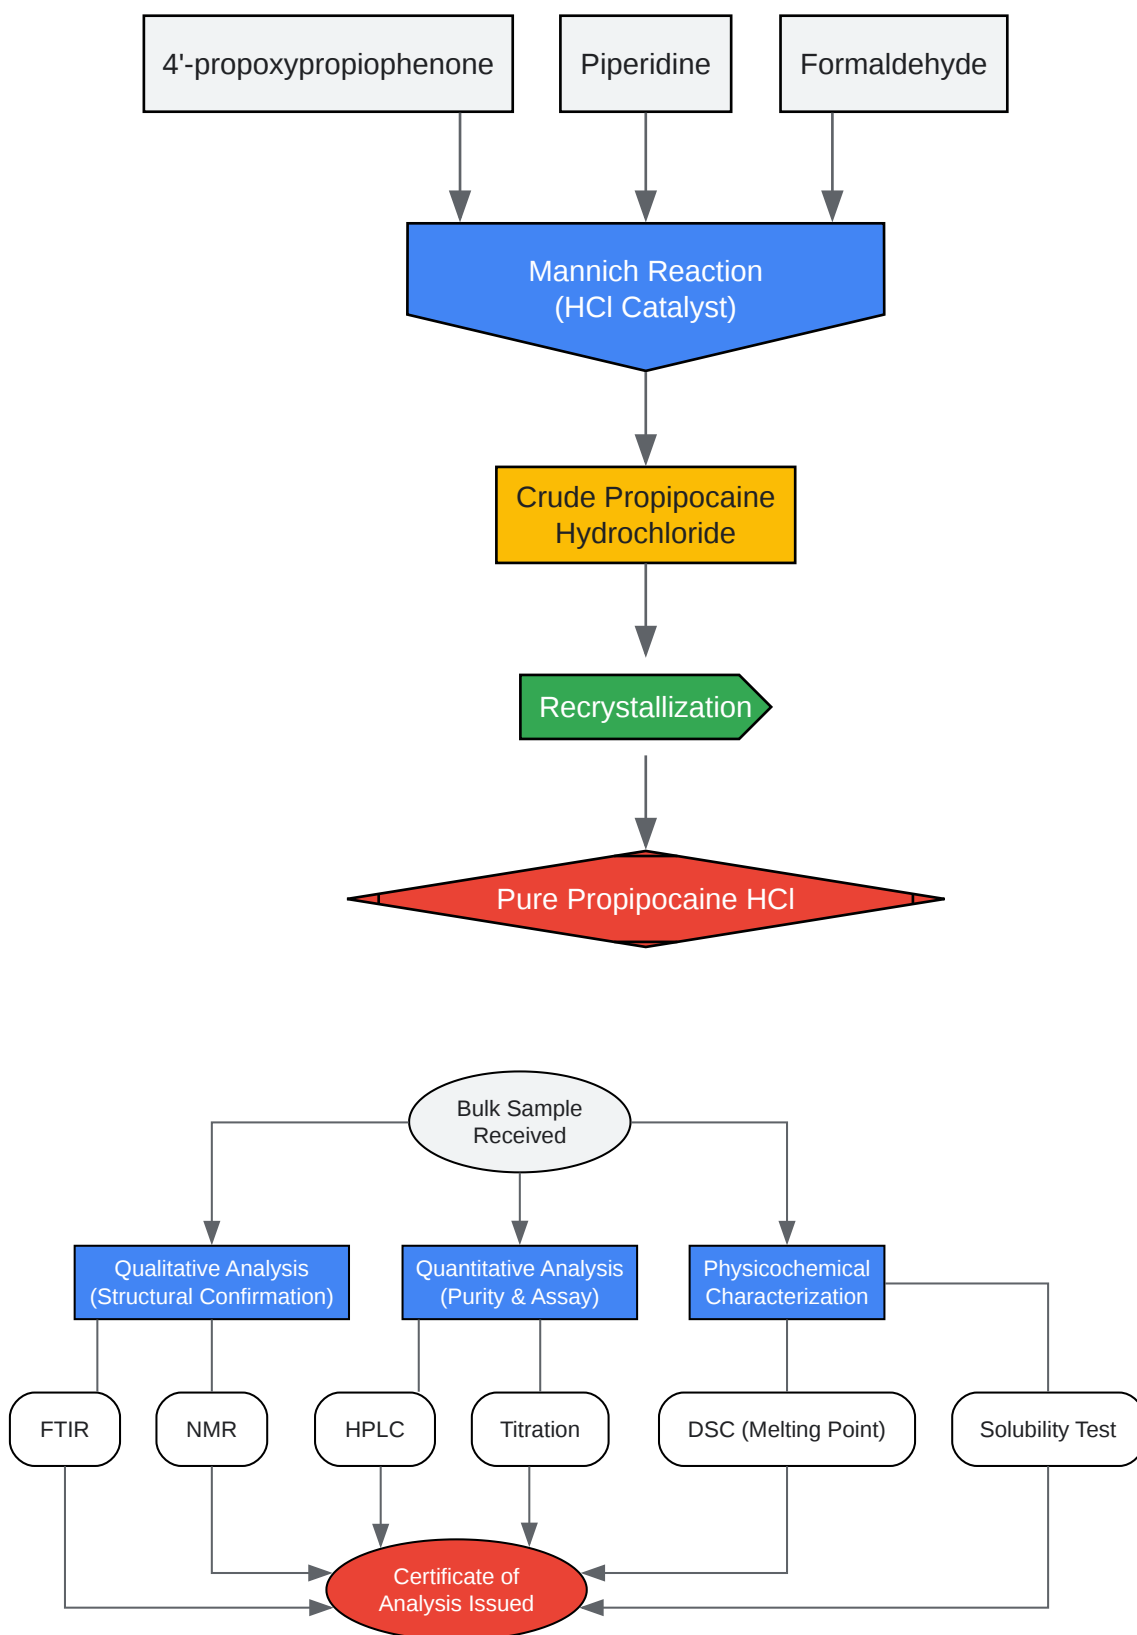 4'-propoxypropiophenone
Piperidine
Formaldehyde
Mannich Reaction
(HCl Catalyst)
Crude Propipocaine
Hydrochloride
Recrystallization
Pure Propipocaine HCl
Bulk Sample
Received
Qualitative Analysis
(Structural Confirmation)
Quantitative Analysis
(Purity & Assay)
Physicochemical
Characterization
FTIR
NMR
HPLC
Titration
DSC (Melting Point)
Solubility Test
Certificate of
Analysis Issued